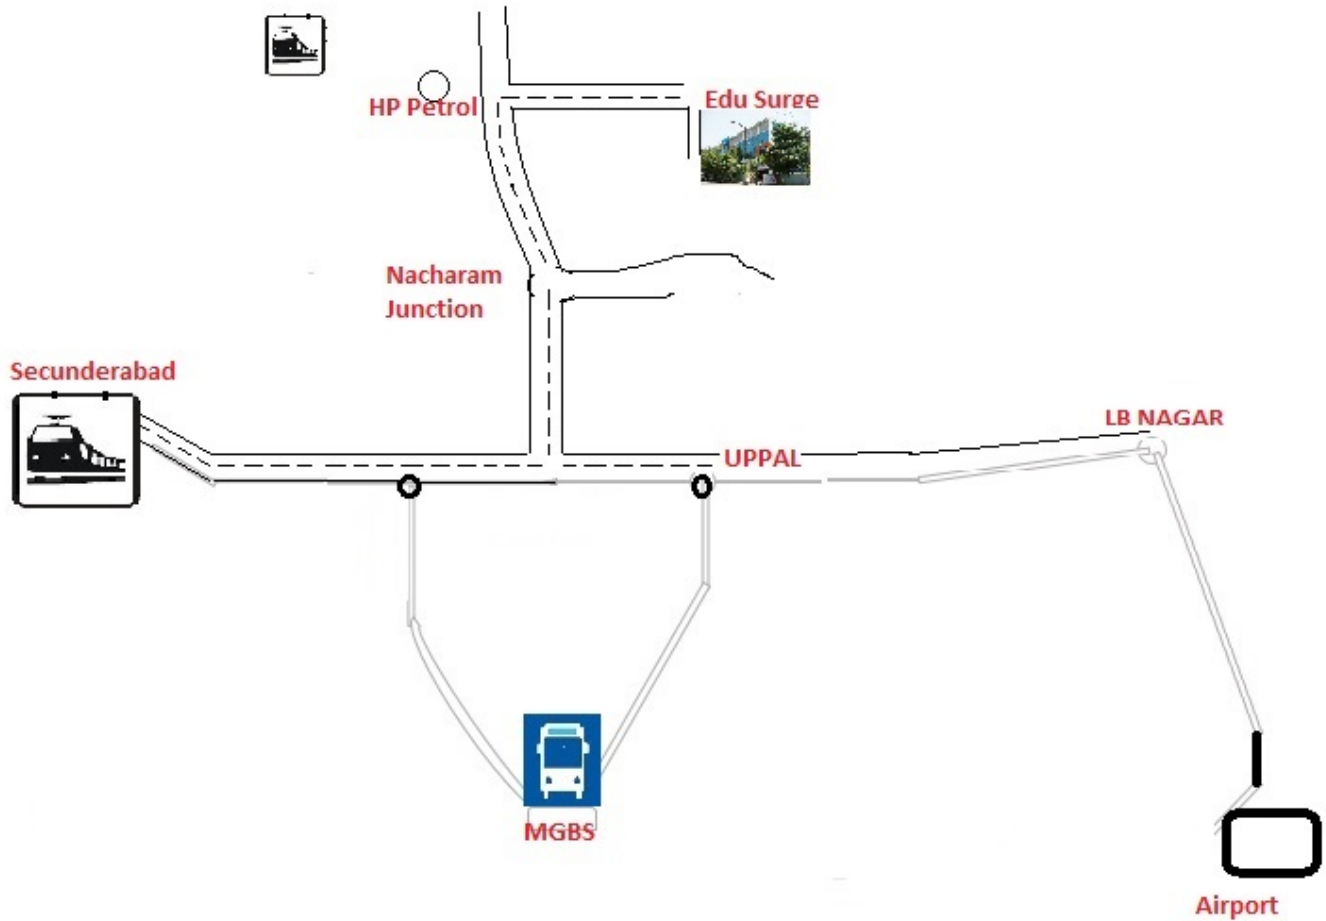 Edu Surge
HP Petrol
Nacharam
Junction
Secunderabad
LB NAGAR
UPPAL
MGBS
Airport